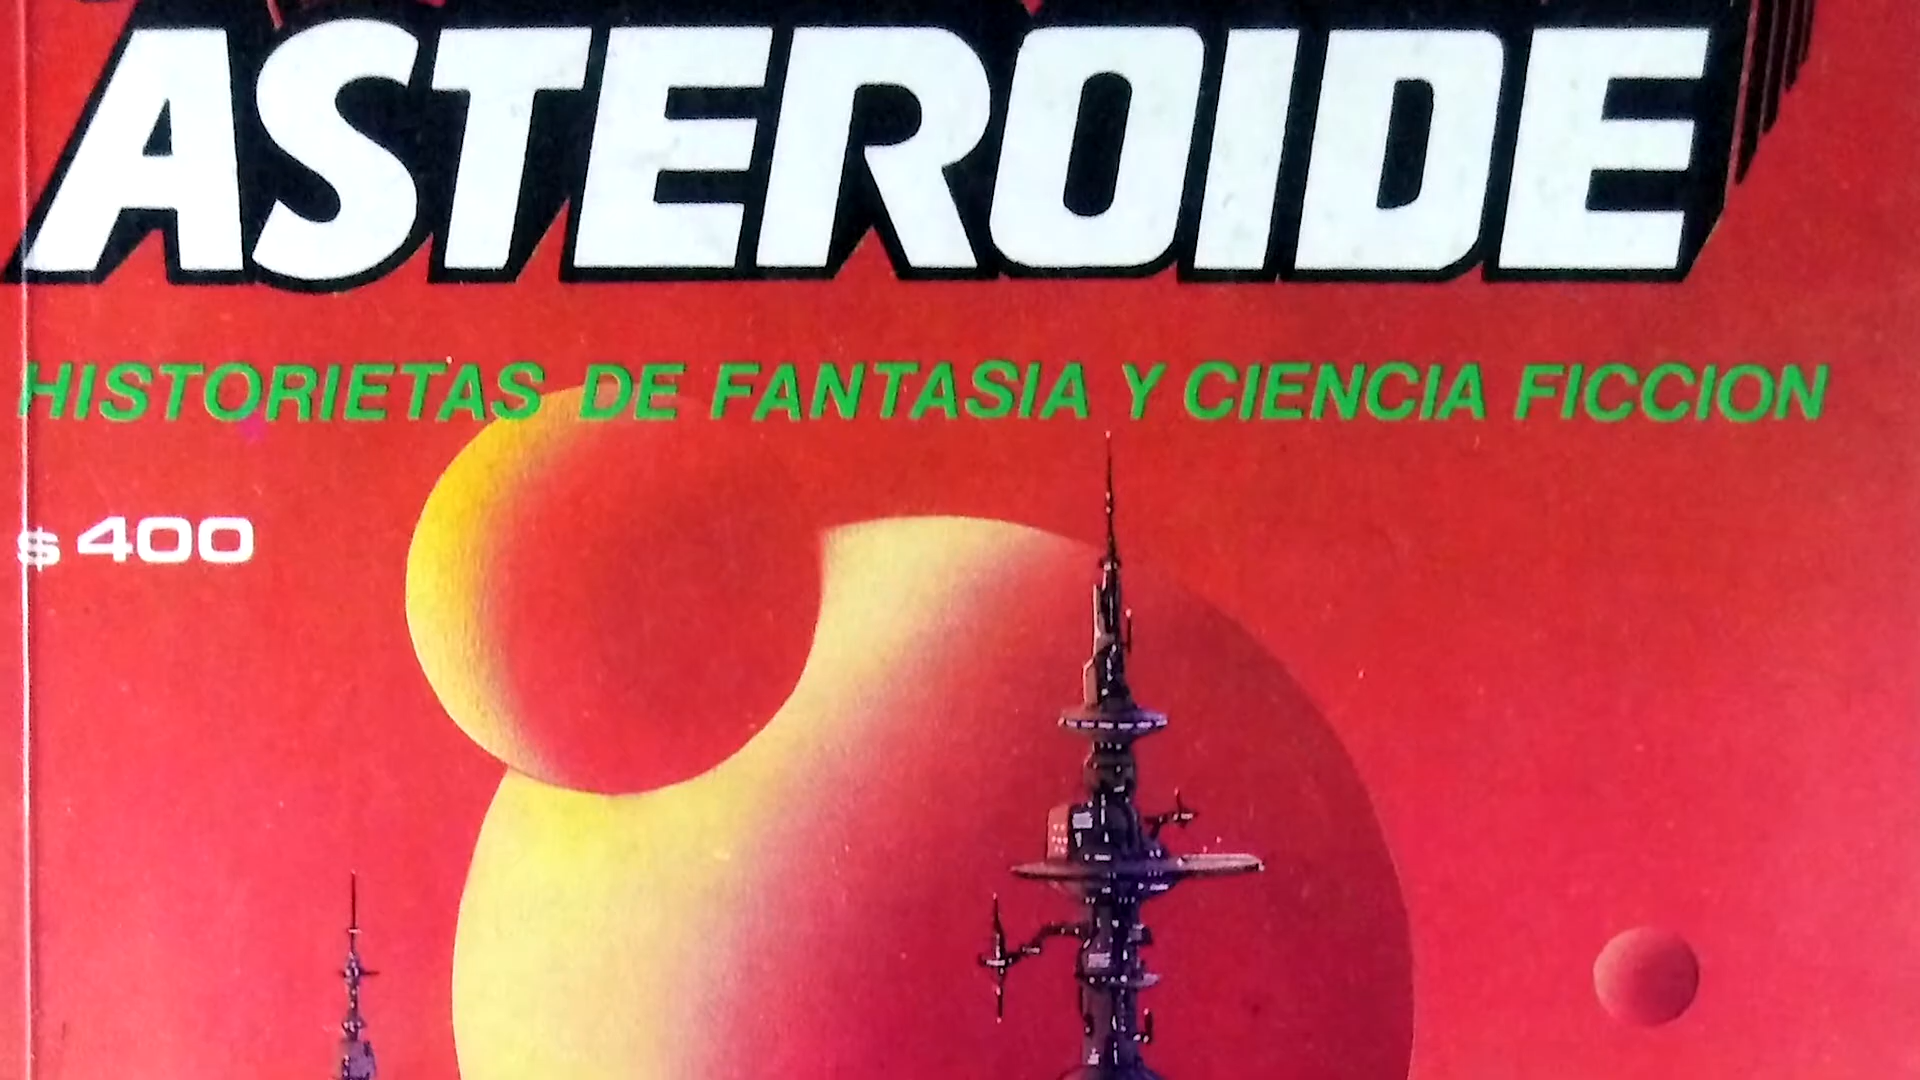 ASTEROIDE
HISTORIETAS DE FANTASIA Y CIENCIA FICCION
$ 400